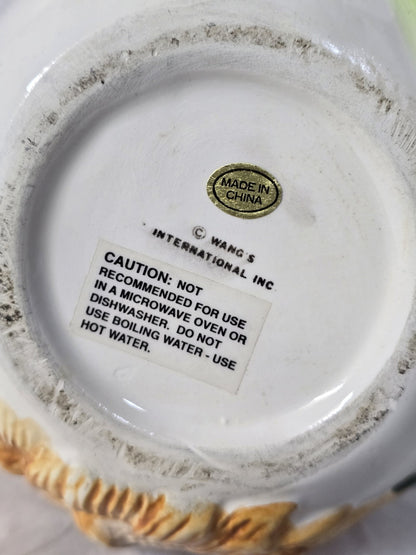 MADE IN
CHINA
© WANG S
INTERNATIONAL INC
CAUTION: NOT
RECOMMENDED FOR USE
IN A MICROWAVE OVEN OR
DISHWASHER. DO NOT
USE BOILING WATER - USE
HOT WATER.